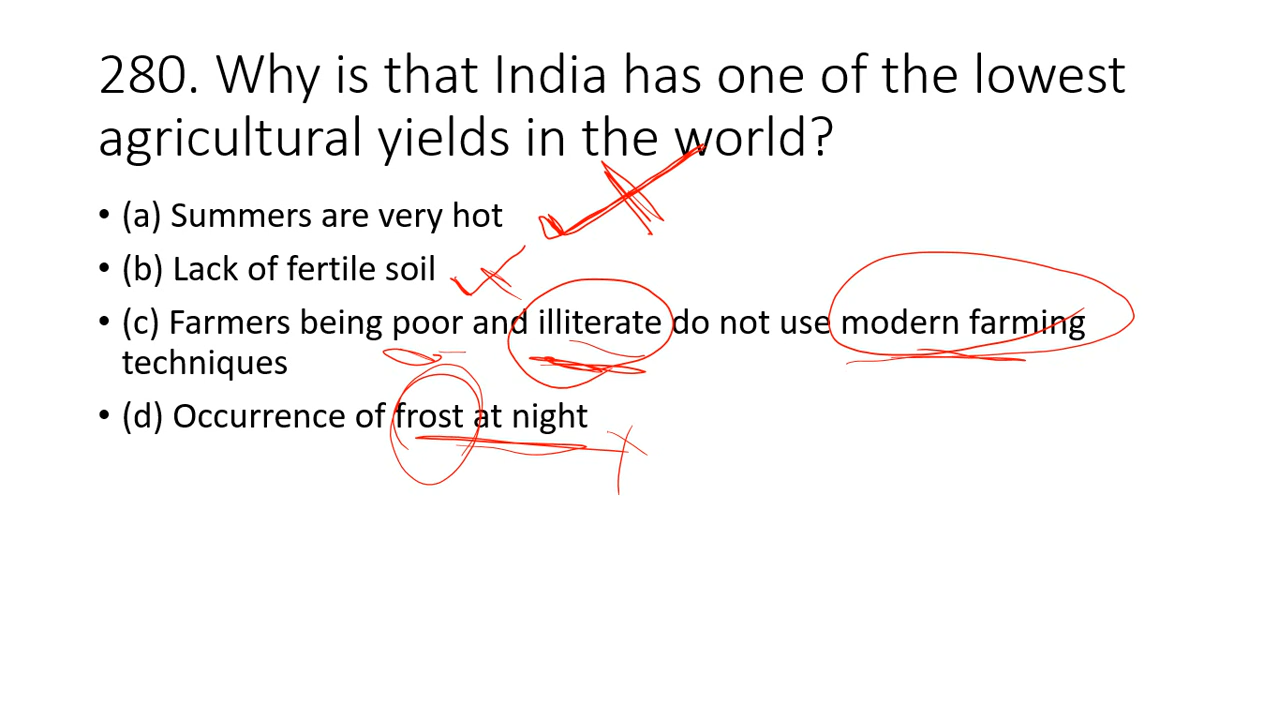 280. Why is that India has one of the lowest
agricultural yields in the world?
• (a) Summers are very hot
• (b) Lack of fertile soil
• (c) Farmers being poor and illiterate do not use modern farming
techniques
• (d) Occurrence of frost at night